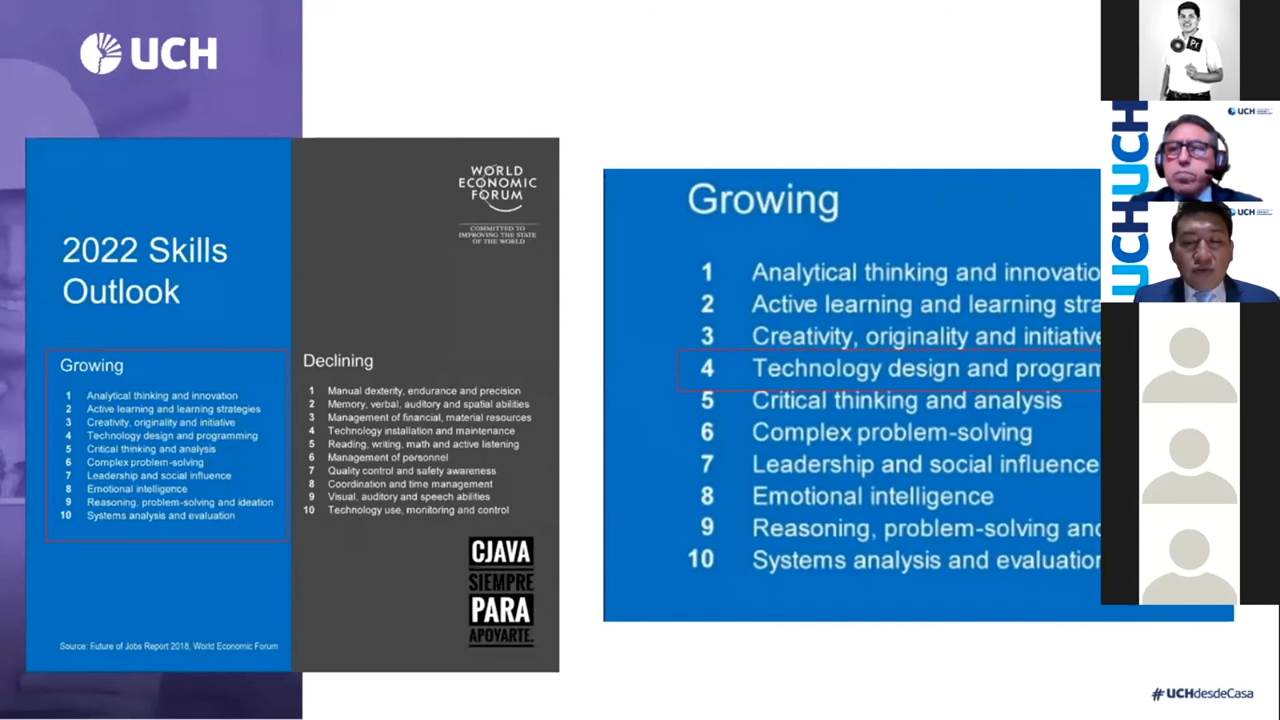 UCH
WORLD
ECONOMIC
FORUM
COMMITTED TO
IMPROVING THE STATE
OF THE WORLD
2022 Skills
Outlook
Growing
1 Analytical thinking and innovation
2 Active learning and learning strategies
3 Creativity, originality and initiative
4 Technology design and programming
5 Critical thinking and analysis
6 Complex problem-solving
7 Leadership and social influence
8 Emotional intelligence
9 Reasoning, problem-solving and ideation
10 Systems analysis and evaluation
Declining
1 Manual dexterity, endurance and precision
2 Memory, verbal, auditory and spatial abilities
3 Management of financial, material resources
4 Technology installation and maintenance
5 Reading, writing, math and active listening
6 Management of personnel
7 Quality control and safety awareness
8 Coordination and time management
9 Visual, auditory and speech abilities
10 Technology use, monitoring and control
CJAVA
SIEMPRE
PARA
APOYARTE.
Source: Future of Jobs Report 2018, World Economic Forum
Growing
1 Analytical thinking and innovatio
2 Active learning and learning stra
3 Creativity, originality and initiative
4 Technology design and program
5 Critical thinking and analysis
6 Complex problem-solving
7 Leadership and social influence
8 Emotional intelligence
9 Reasoning, problem-solving and
10 Systems analysis and evaluation
Pr
UCH
UCH
UCH
UCH
#UCHdesdeCasa